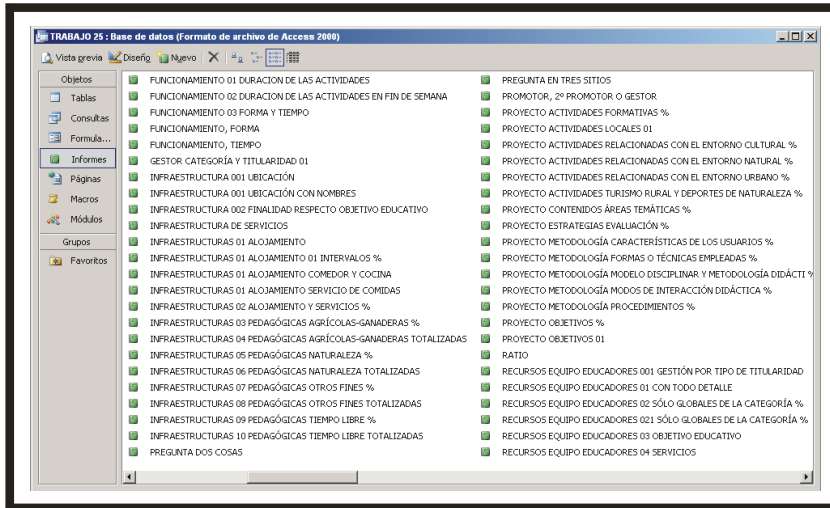 TRABAJO 25 : Base de datos (Formato de archivo de Access 2000)
Vista previa Diseño Nuevo
Objetos
Tablas
Consultas
Formula...
Informes
Páginas
Macros
Módulos
Grupos
Favoritos
FUNCIONAMIENTO 01 DURACION DE LAS ACTIVIDADES
FUNCIONAMIENTO 02 DURACION DE LAS ACTIVIDADES EN FIN DE SEMANA
FUNCIONAMIENTO 03 FORMA Y TIEMPO
FUNCIONAMIENTO, FORMA
FUNCIONAMIENTO, TIEMPO
GESTOR CATEGORÍA Y TITULARIDAD 01
INFRAESTRUCTURA 001 UBICACIÓN
INFRAESTRUCTURA 001 UBICACIÓN CON NOMBRES
INFRAESTRUCTURA 002 FINALIDAD RESPECTO OBJETIVO EDUCATIVO
INFRAESTRUCTURA DE SERVICIOS
INFRAESTRUCTURAS 01 ALOJAMIENTO
INFRAESTRUCTURAS 01 ALOJAMIENTO 01 INTERVALOS %
INFRAESTRUCTURAS 01 ALOJAMIENTO COMEDOR Y COCINA
INFRAESTRUCTURAS 01 ALOJAMIENTO SERVICIO DE COMIDAS
INFRAESTRUCTURAS 02 ALOJAMIENTO Y SERVICIOS %
INFRAESTRUCTURAS 03 PEDAGÓGICAS AGRÍCOLAS-GANADERAS %
INFRAESTRUCTURAS 04 PEDAGÓGICAS AGRÍCOLAS-GANADERAS TOTALIZADAS
INFRAESTRUCTURAS 05 PEDAGÓGICAS NATURALEZA %
INFRAESTRUCTURAS 06 PEDAGÓGICAS NATURALEZA TOTALIZADAS
INFRAESTRUCTURAS 07 PEDAGÓGICAS OTROS FINES %
INFRAESTRUCTURAS 08 PEDAGÓGICAS OTROS FINES TOTALIZADAS
INFRAESTRUCTURAS 09 PEDAGÓGICAS TIEMPO LIBRE %
INFRAESTRUCTURAS 10 PEDAGÓGICAS TIEMPO LIBRE TOTALIZADAS
PREGUNTA DOS COSAS
PREGUNTA EN TRES SITIOS
PROMOTOR, 2º PROMOTOR O GESTOR
PROYECTO ACTIVIDADES FORMATIVAS %
PROYECTO ACTIVIDADES LOCALES 01
PROYECTO ACTIVIDADES RELACIONADAS CON EL ENTORNO CULTURAL %
PROYECTO ACTIVIDADES RELACIONADAS CON EL ENTORNO NATURAL %
PROYECTO ACTIVIDADES RELACIONADAS CON EL ENTORNO URBANO %
PROYECTO ACTIVIDADES TURISMO RURAL Y DEPORTES DE NATURALEZA %
PROYECTO CONTENIDOS ÁREAS TEMÁTICAS %
PROYECTO ESTRATEGIAS EVALUACIÓN %
PROYECTO METODOLOGÍA CARACTERÍSTICAS DE LOS USUARIOS %
PROYECTO METODOLOGÍA FORMAS O TÉCNICAS EMPLEADAS %
PROYECTO METODOLOGÍA MODELO DISCIPLINAR Y METODOLOGÍA DIDÁCTI %
PROYECTO METODOLOGÍA MODOS DE INTERACCIÓN DIDÁCTICA %
PROYECTO METODOLOGÍA PROCEDIMIENTOS %
PROYECTO OBJETIVOS %
PROYECTO OBJETIVOS 01
RATIO
RECURSOS EQUIPO EDUCADORES 001 GESTIÓN POR TIPO DE TITULARIDAD
RECURSOS EQUIPO EDUCADORES 01 CON TODO DETALLE
RECURSOS EQUIPO EDUCADORES 02 SÓLO GLOBALES DE LA CATEGORÍA %
RECURSOS EQUIPO EDUCADORES 021 SÓLO GLOBALES DE LA CATEGORÍA %
RECURSOS EQUIPO EDUCADORES 03 OBJETIVO EDUCATIVO
RECURSOS EQUIPO EDUCADORES 04 SERVICIOS